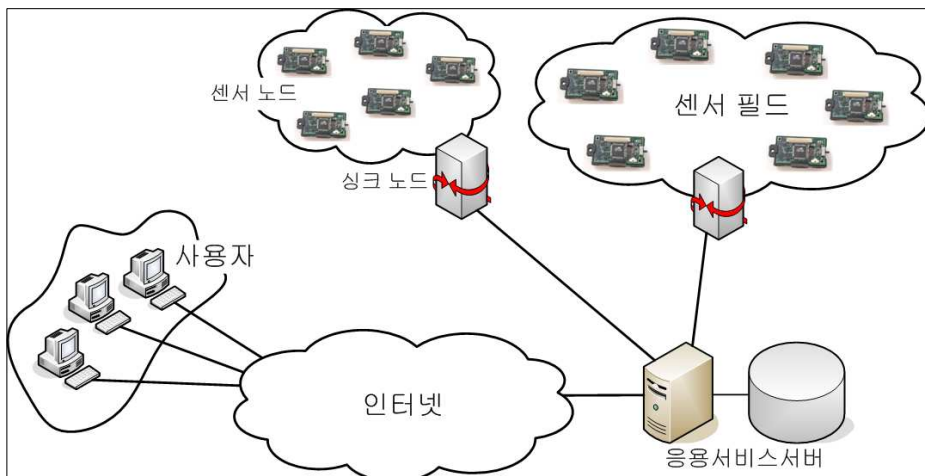 센서 노드
센서 필드
싱크 노드
사용자
인터넷
응용서비스서버